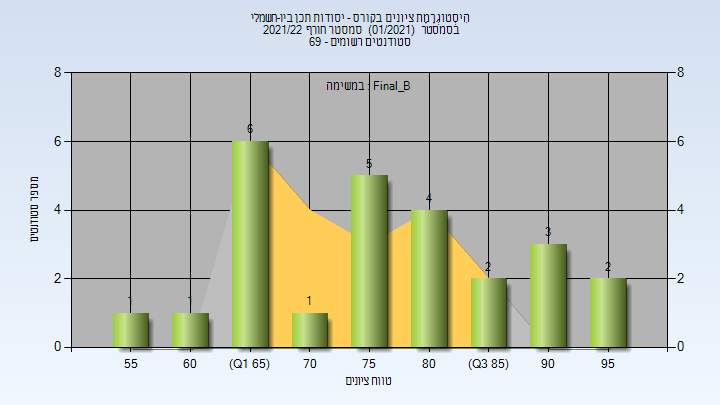 היסטוגרמת ציונים בקורס - יסודות תכן ביו-חשמלי
בסמסטר (01/2021) סמסטר חורף 2021/22
סטודנטים רשומים - 69
במשימה : Final_B
מספר סטודנטים
8 8
6 6
4 4
2 2
0 0
1 1 6 1 5 4 2 3 2
55 60 (Q1 65) 70 75 80 (Q3 85) 90 95
טווח ציונים